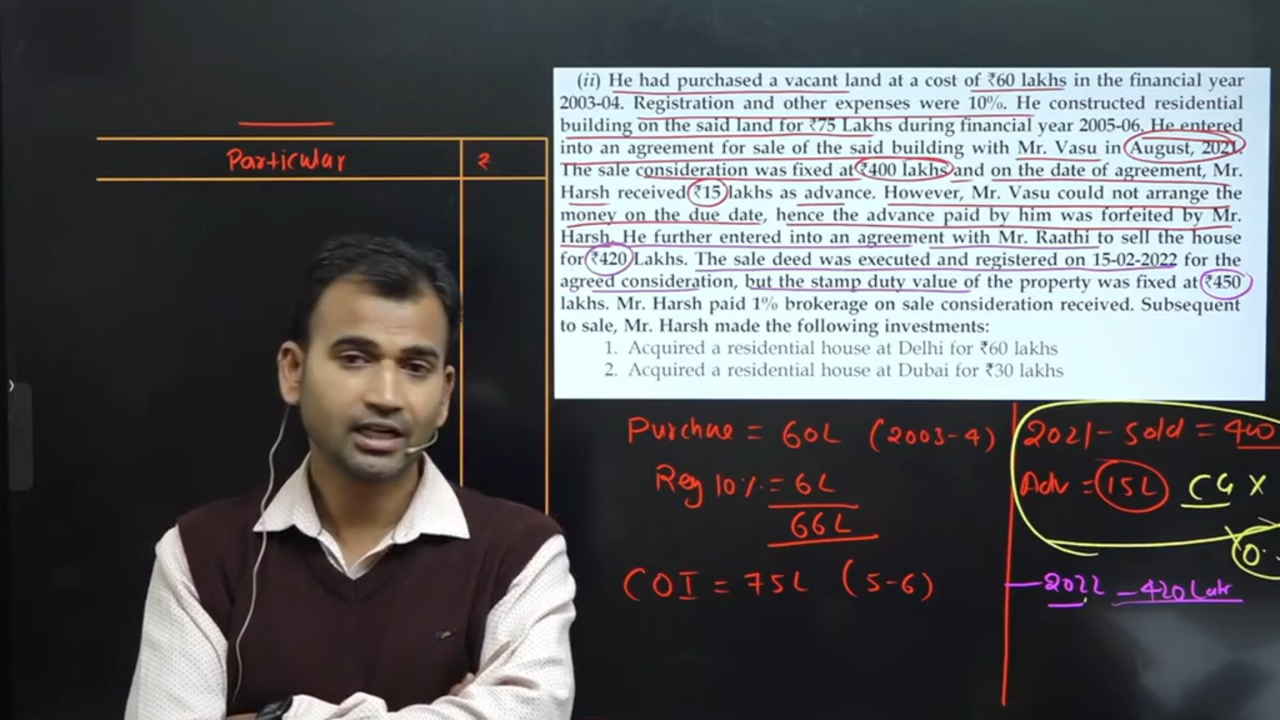 Particular ₹
(ii) He had purchased a vacant land at a cost of ₹60 lakhs in the financial year
2003-04. Registration and other expenses were 10%. He constructed residential
building on the said land for ₹75 Lakhs during financial year 2005-06. He entered
into an agreement for sale of the said building with Mr. Vasu in August, 2021.
The sale consideration was fixed at ₹400 lakhs and on the date of agreement, Mr.
Harsh received ₹15 lakhs as advance. However, Mr. Vasu could not arrange the
money on the due date, hence the advance paid by him was forfeited by Mr.
Harsh. He further entered into an agreement with Mr. Raathi to sell the house
for ₹420 Lakhs. The sale deed was executed and registered on 15-02-2022 for the
agreed consideration, but the stamp duty value of the property was fixed at ₹450
lakhs. Mr. Harsh paid 1% brokerage on sale consideration received. Subsequent
to sale, Mr. Harsh made the following investments:
1. Acquired a residential house at Delhi for ₹60 lakhs
2. Acquired a residential house at Dubai for ₹30 lakhs
Purchae = 60L (2003-4)
Reg 10% = 6L
66L
COI = 75L (5-6)
2021 - Sold = 400
Adv = 15L CG X
2022 - 420 Lakh